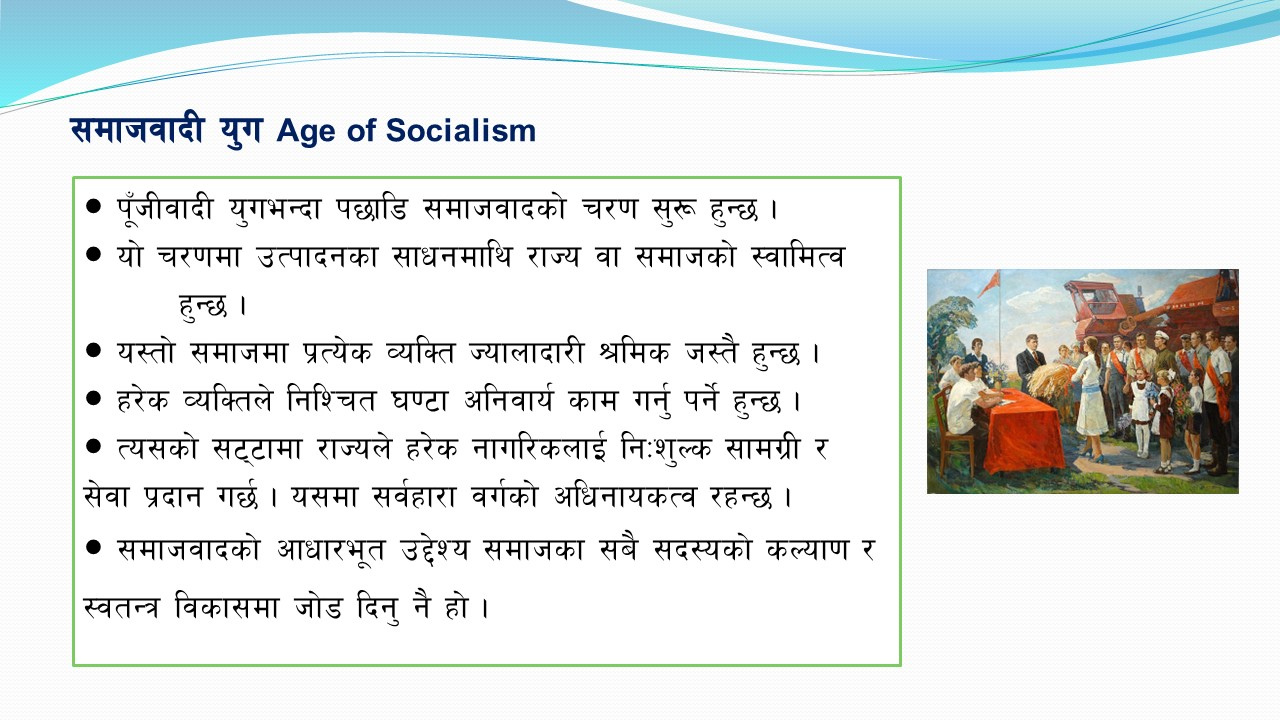 समाजवादी युग Age of Socialism
● पूँजीवादी युगभन्दा पछाडि समाजवादको चरण सुरू हुन्छ ।
● यो चरणमा उत्पादनका साधनमाथि राज्य वा समाजको स्वामित्व
हुन्छ ।
● यस्तो समाजमा प्रत्येक व्यक्ति ज्यालादारी श्रमिक जस्तै हुन्छ ।
● हरेक व्यक्तिले निश्चित घण्टा अनिवार्य काम गर्नु पर्ने हुन्छ ।
● त्यसको सट्टामा राज्यले हरेक नागरिकलाई निःशुल्क सामग्री र
सेवा प्रदान गर्छ । यसमा सर्वहारा वर्गको अधिनायकत्व रहन्छ ।
● समाजवादको आधारभूत उद्देश्य समाजका सबै सदस्यको कल्याण र
स्वतन्त्र विकासमा जोड दिनु नै हो ।